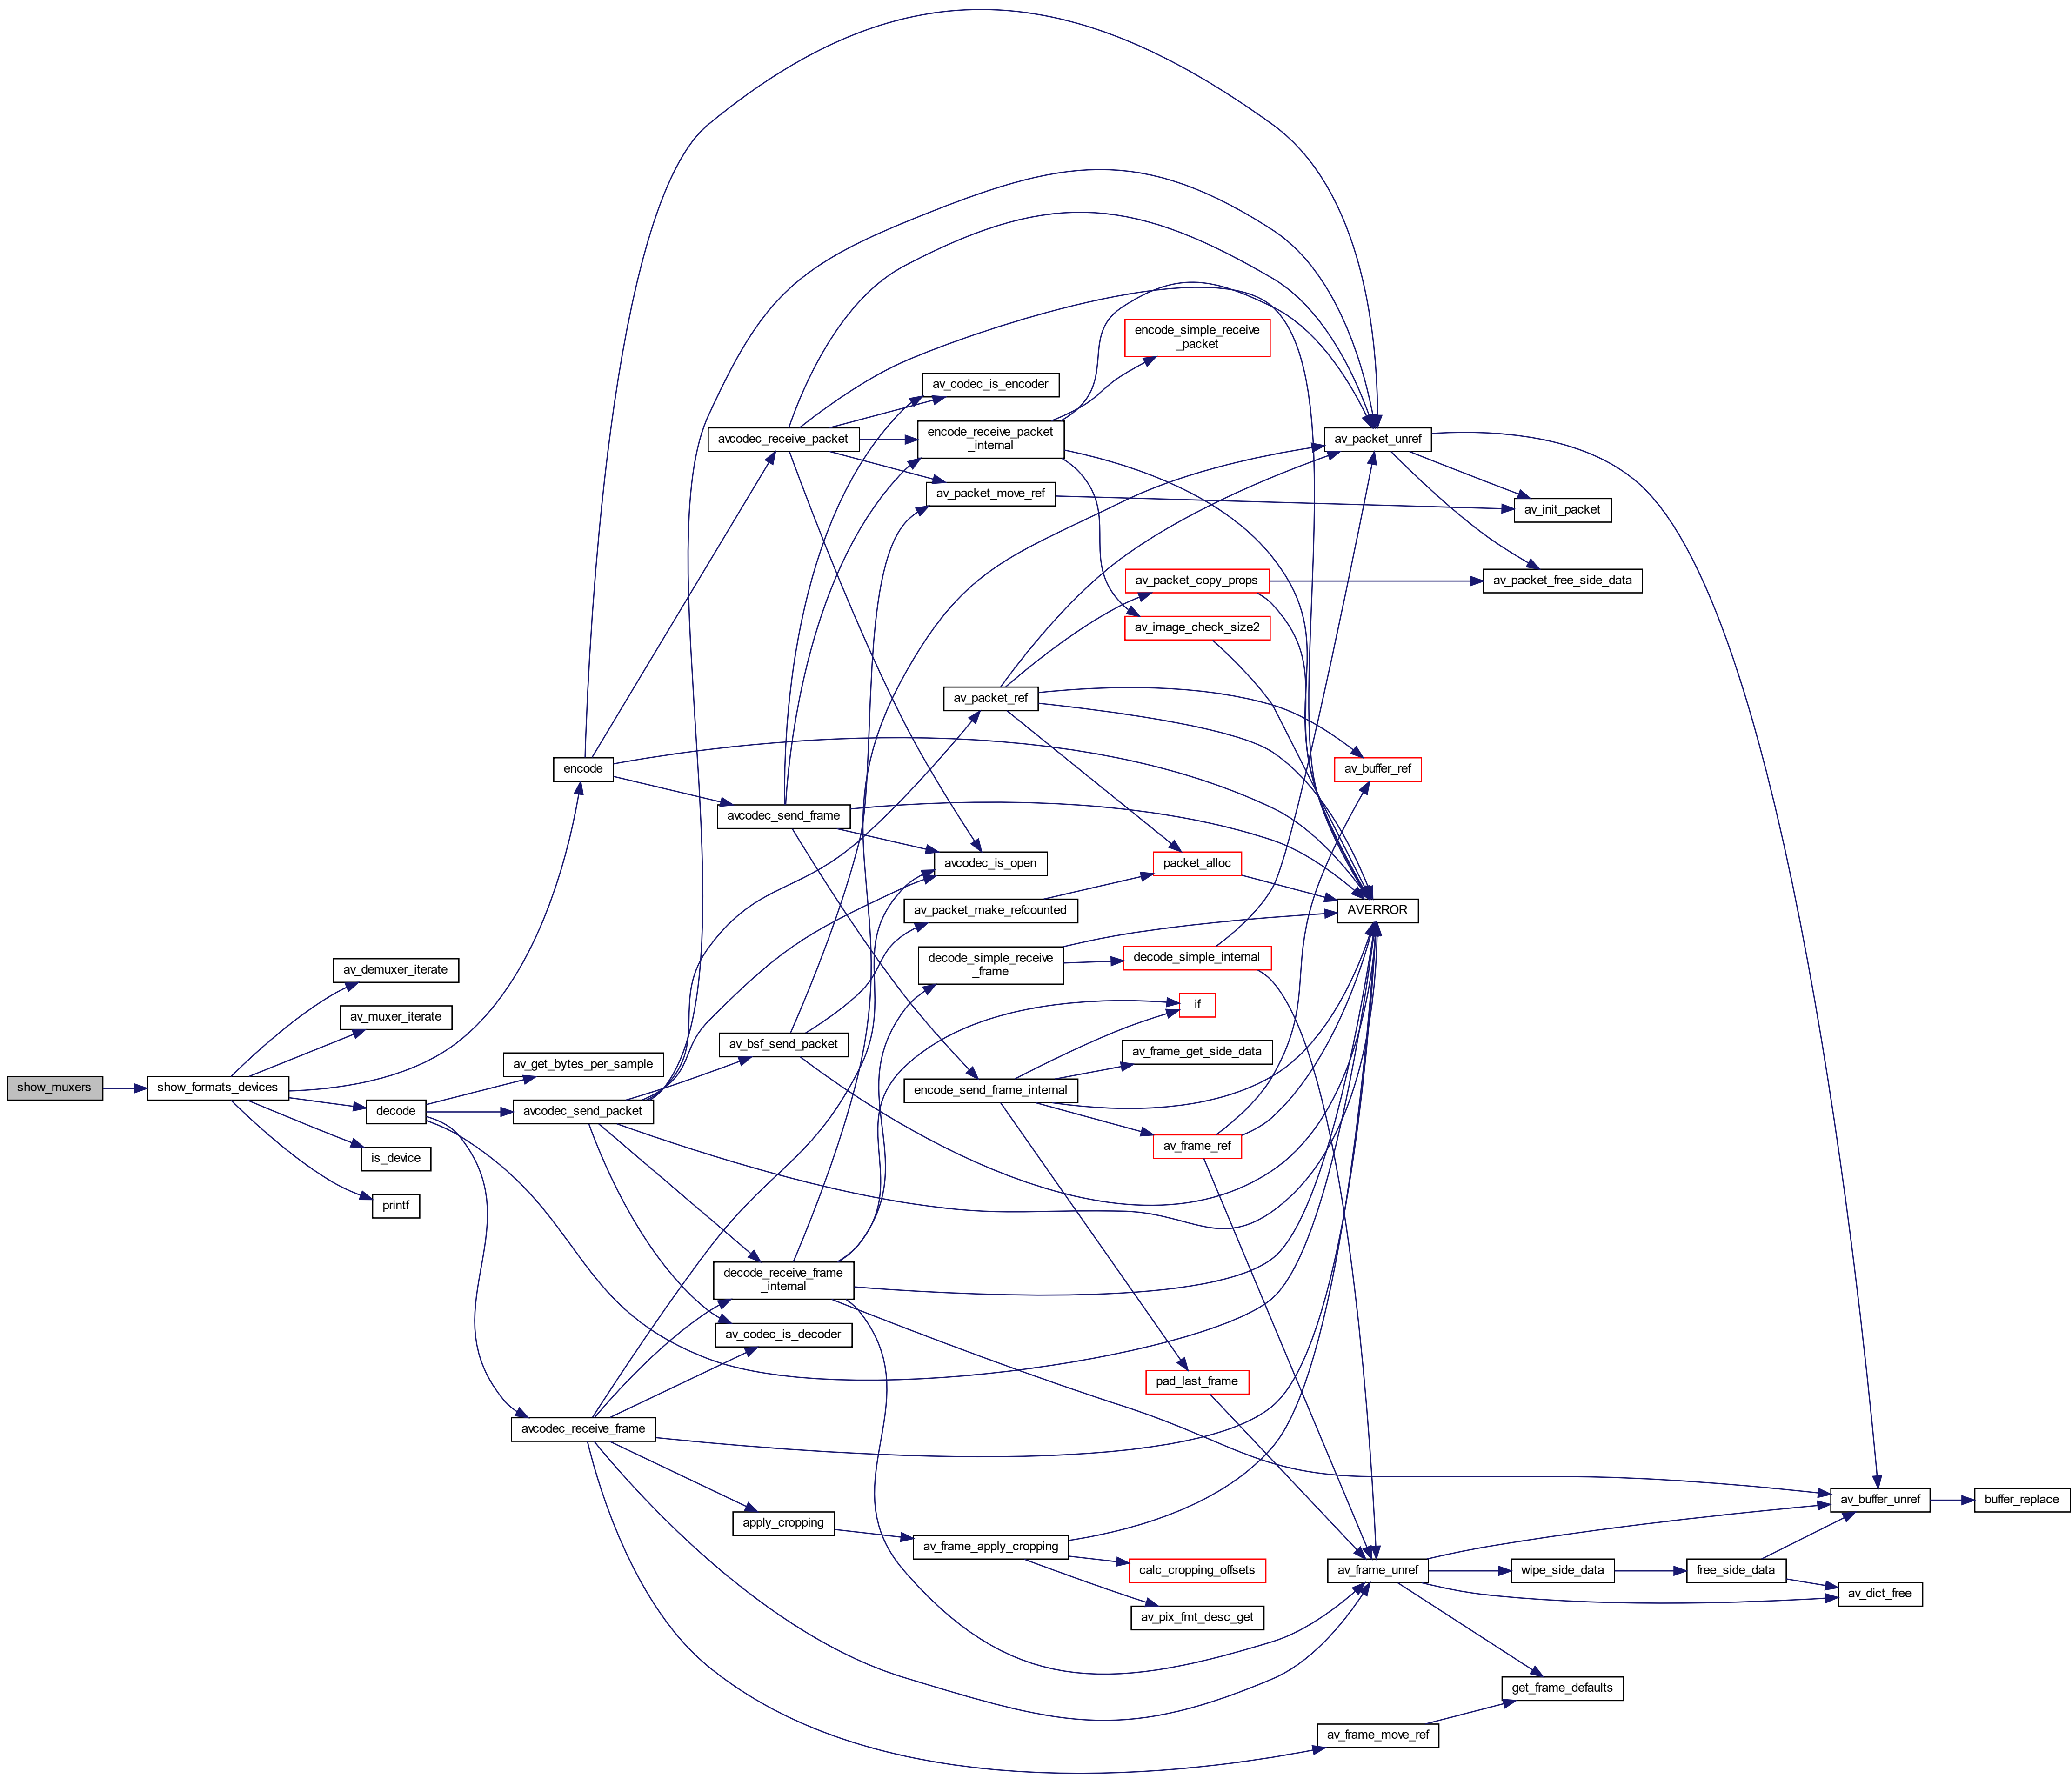 encode_simple_receive
_packet
av_codec_is_encoder
avcodec_receive_packet
encode_receive_packet
_internal
av_packet_unref
av_packet_move_ref
av_init_packet
av_packet_copy_props
av_packet_free_side_data
av_image_check_size2
av_packet_ref
encode
av_buffer_ref
avcodec_send_frame
avcodec_is_open
packet_alloc
av_packet_make_refcounted
AVERROR
decode_simple_receive
_frame
decode_simple_internal
av_demuxer_iterate
if
av_muxer_iterate
av_bsf_send_packet
av_frame_get_side_data
av_get_bytes_per_sample
show_muxers
show_formats_devices
encode_send_frame_internal
decode
avcodec_send_packet
av_frame_ref
is_device
printf
decode_receive_frame
_internal
av_codec_is_decoder
pad_last_frame
avcodec_receive_frame
av_buffer_unref
buffer_replace
apply_cropping
av_frame_apply_cropping
calc_cropping_offsets
av_frame_unref
wipe_side_data
free_side_data
av_dict_free
av_pix_fmt_desc_get
get_frame_defaults
av_frame_move_ref